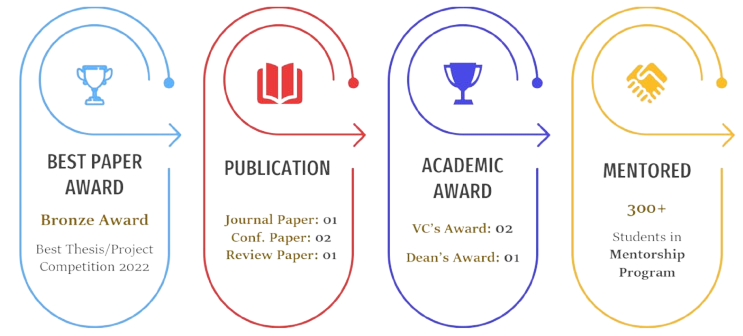 BEST PAPER
AWARD
Bronze Award
Best Thesis/Project
Competition 2022
PUBLICATION
Journal Paper: 01
Conf. Paper: 02
Review Paper: 01
ACADEMIC
AWARD
VC's Award: 02
Dean's Award: 01
MENTORED
300+
Students in
Mentorship
Program